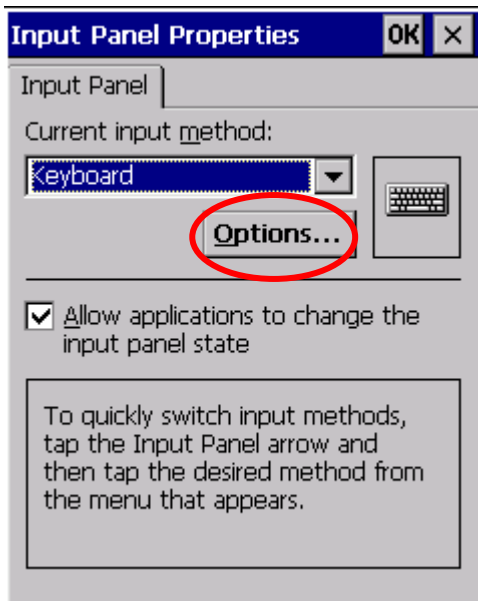 Input Panel Properties OK ×
Input Panel
Current input method:
Keyboard
Options...
Allow applications to change the
input panel state
To quickly switch input methods,
tap the Input Panel arrow and
then tap the desired method from
the menu that appears.